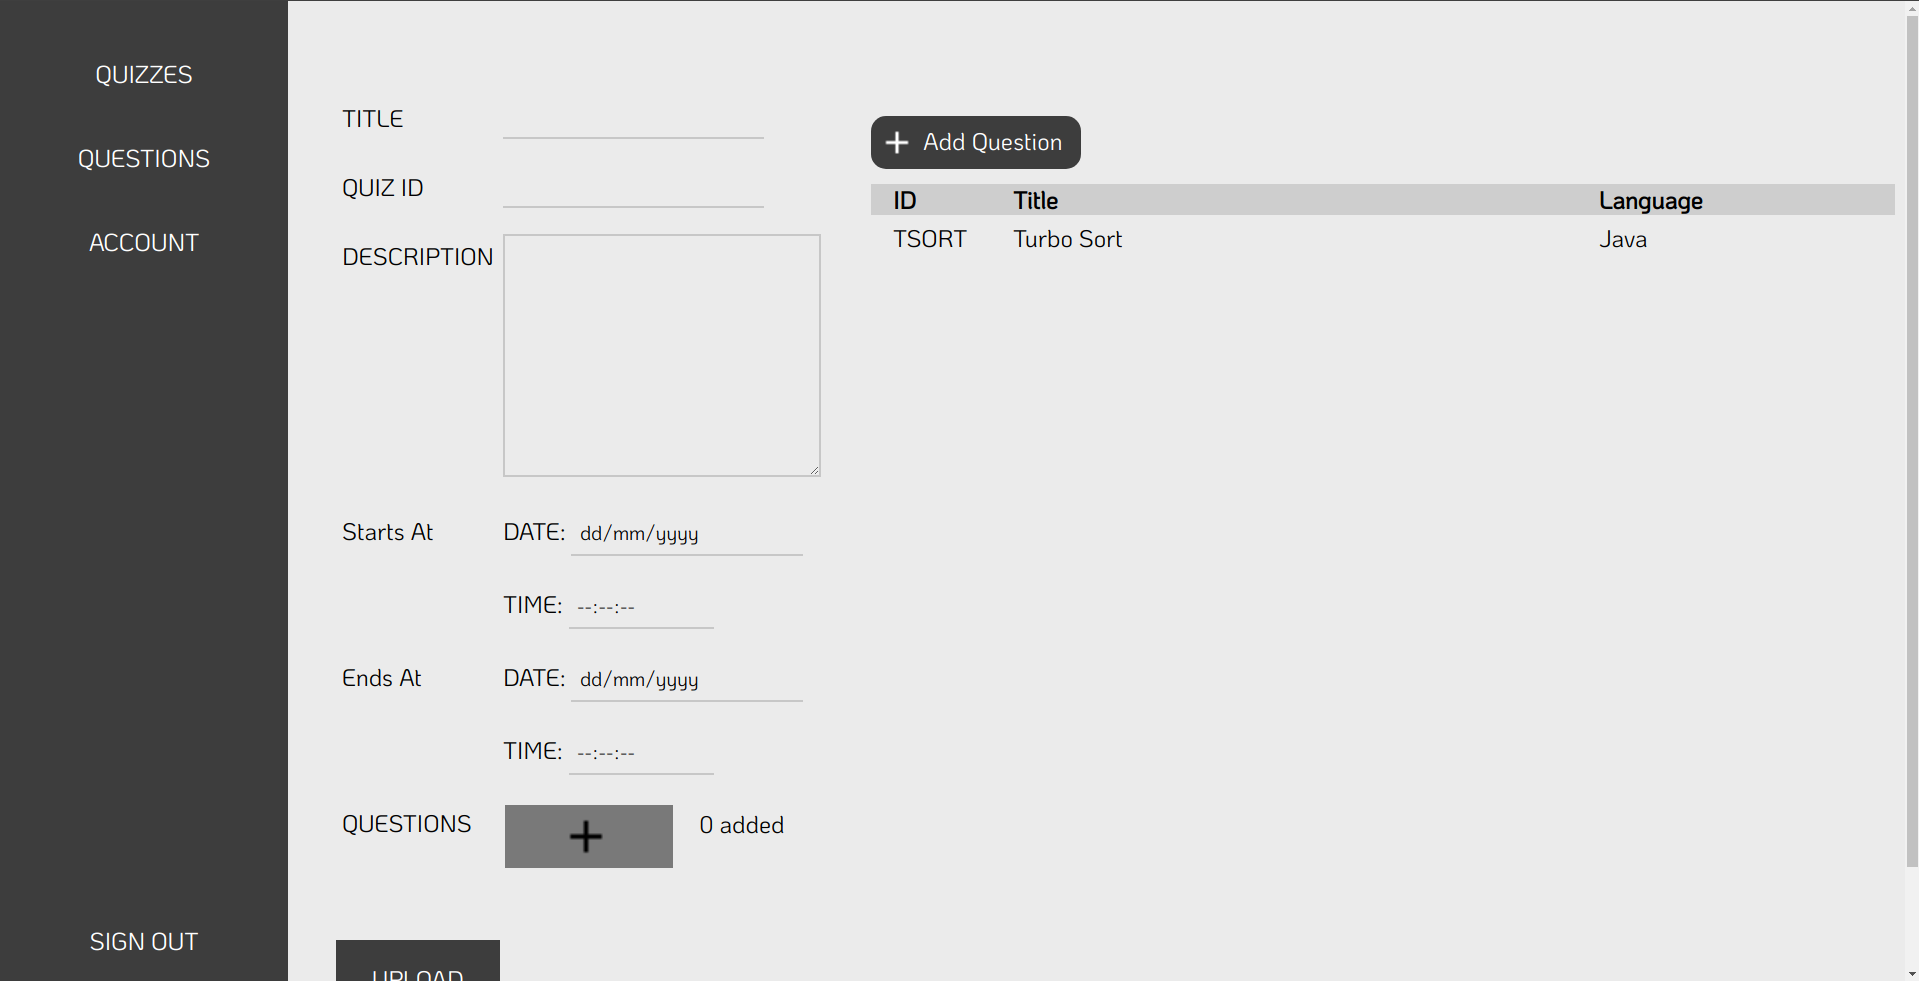 QUIZZES
QUESTIONS
ACCOUNT
SIGN OUT
TITLE
QUIZ ID
DESCRIPTION
Starts At DATE: dd/mm/yyyy
TIME: --:--:--
Ends At DATE: dd/mm/yyyy
TIME: --:--:--
QUESTIONS + 0 added
UPLOAD
+ Add Question
ID Title Language
TSORT Turbo Sort Java